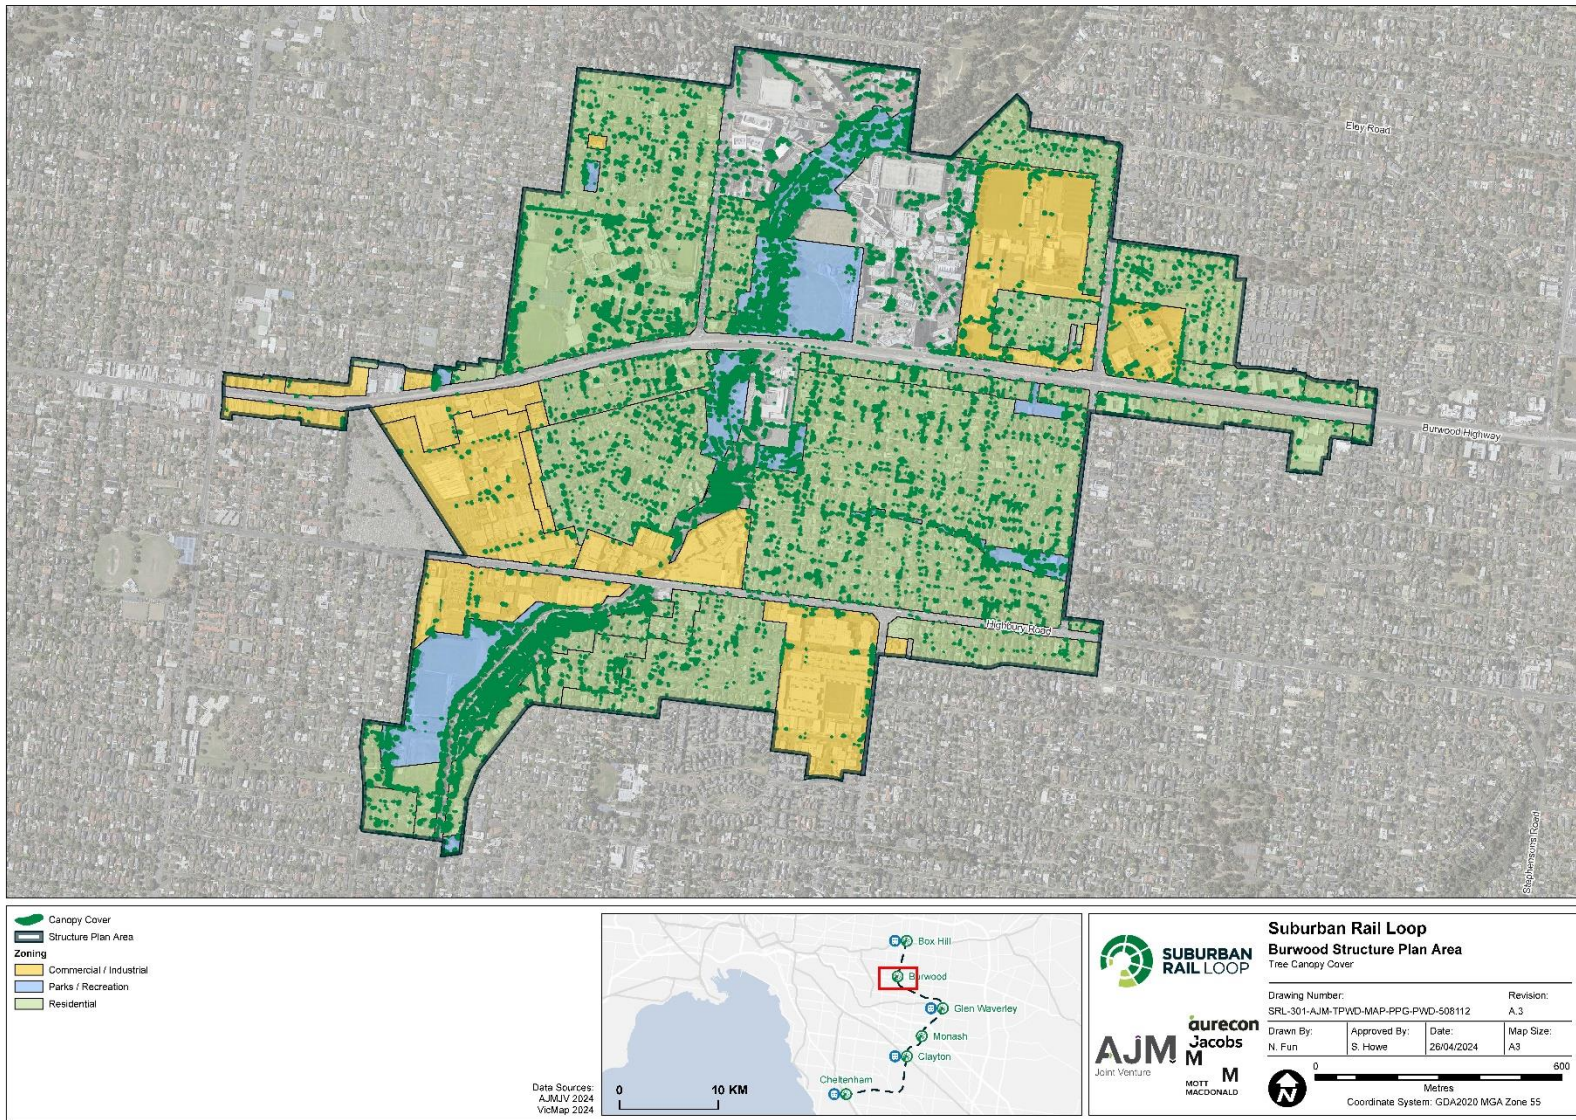 Eley Road
Burwood Highway
Highbury Road
Stephensons Road
Canopy Cover
Structure Plan Area
Zoning
Commercial / Industrial
Parks / Recreation
Residential
Data Sources:
AJMJV 2024
VicMap 2024
Box Hill
Burwood
Glen Waverley
Monash
Clayton
Cheltenham
0 10 KM
SUBURBAN
RAIL LOOP
AJM
Joint Venture
aurecon
Jacobs
M
M
MOTT
MACDONALD
Suburban Rail Loop
Burwood Structure Plan Area
Tree Canopy Cover
Drawing Number: Revision:
SRL-301-AJM-TPWD-MAP-PPG-PWD-508112 A.3
Drawn By: Approved By: Date: Map Size:
N. Fun S. Howe 26/04/2024 A3
N
0 600
Metres
Coordinate System: GDA2020 MGA Zone 55